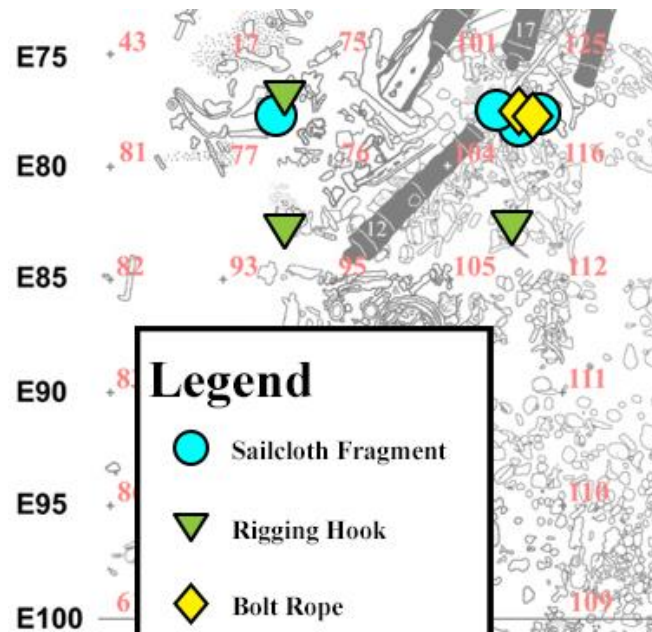 43 17 75 101 17 125
E75
E80
81 77 76 104 116
12
E85
82 93 95 105 112
E90
111
Legend
Sailcloth Fragment
E95
110
Rigging Hook
Bolt Rope
E100
6 109